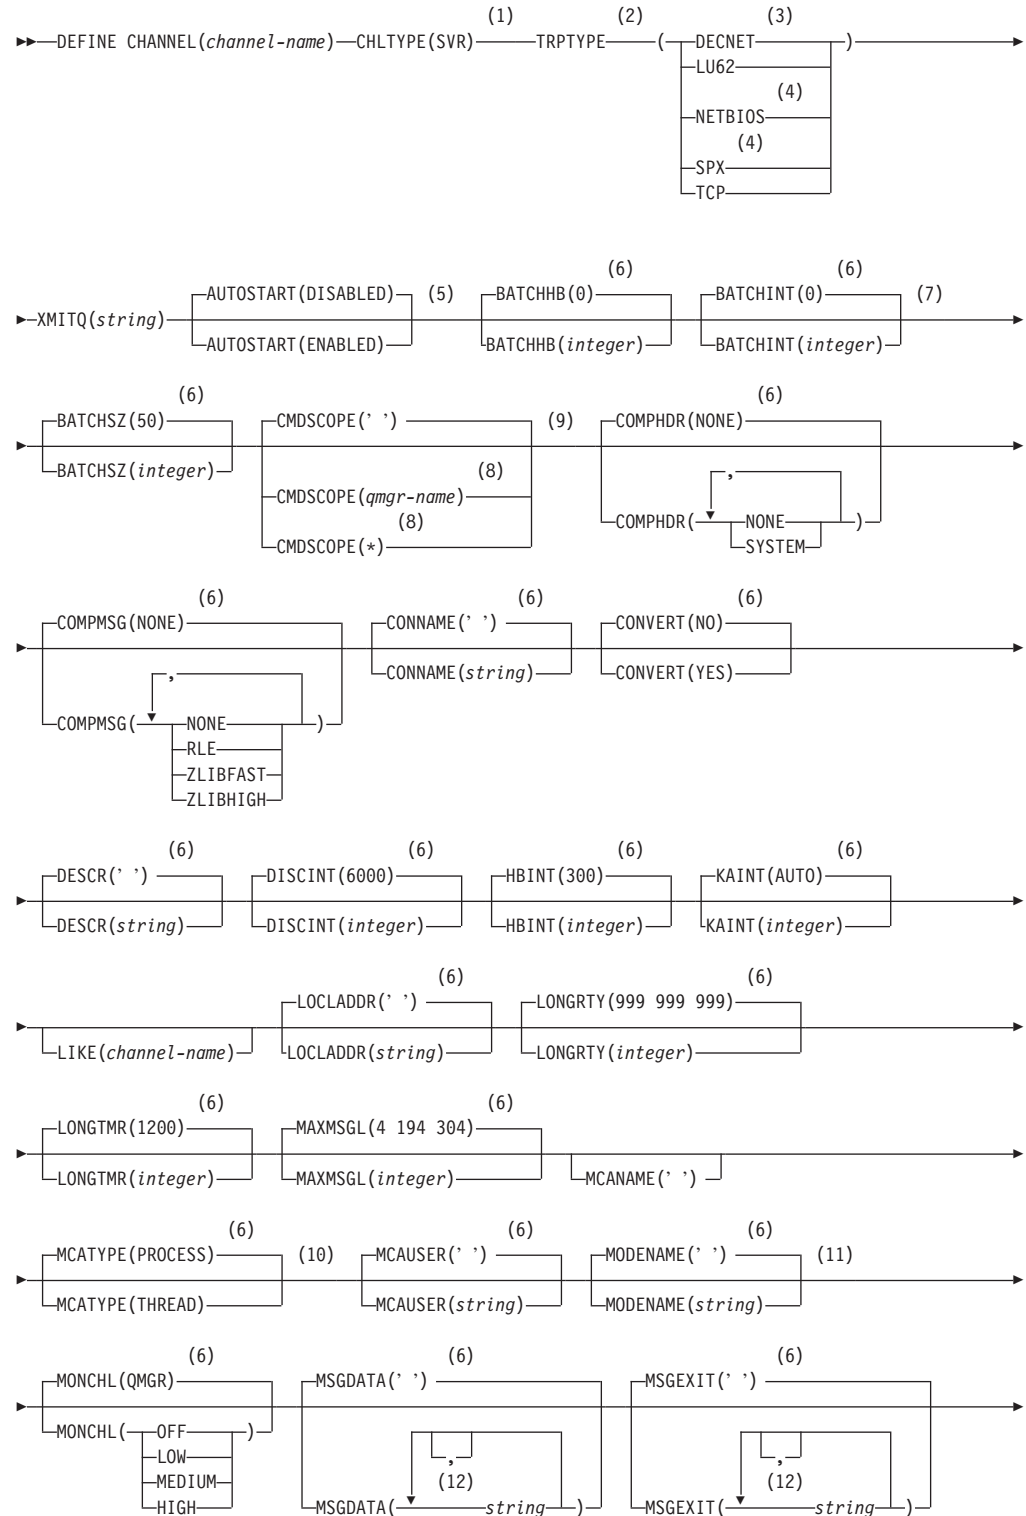 (1) (2) (3)
DEFINE CHANNEL(channel-name) CHLTYPE(SVR) TRPTYPE ( DECNET )
LU62
(4)
NETBIOS
(4)
SPX
TCP
(6) (6)
AUTOSTART(DISABLED) (5) BATCHHB(0) BATCHINT(0) (7)
XMITQ(string)
AUTOSTART(ENABLED) BATCHHB(integer) BATCHINT(integer)
(6) (6)
BATCHSZ(50) CMDSCOPE(' ') (9) COMPHDR(NONE)
BATCHSZ(integer) (8) ,
CMDSCOPE(qmgr-name)
(8) COMPHDR( NONE )
CMDSCOPE(*) SYSTEM
(6) (6) (6)
COMPMSG(NONE) CONNAME(' ') CONVERT(NO)
, CONNAME(string) CONVERT(YES)
COMPMSG( NONE )
RLE
ZLIBFAST
ZLIBHIGH
(6) (6) (6) (6)
DESCR(' ') DISCINT(6000) HBINT(300) KAINT(AUTO)
DESCR(string) DISCINT(integer) HBINT(integer) KAINT(integer)
(6) (6)
LOCLADDR(' ') LONGRTY(999 999 999)
LIKE(channel-name) LOCLADDR(string) LONGRTY(integer)
(6) (6)
LONGTMR(1200) MAXMSGL(4 194 304)
LONGTMR(integer) MAXMSGL(integer) MCANAME(' ')
(6) (6) (6)
MCATYPE(PROCESS) (10) MCAUSER(' ') MODENAME(' ') (11)
MCATYPE(THREAD) MCAUSER(string) MODENAME(string)
(6) (6) (6)
MONCHL(QMGR) MSGDATA(' ') MSGEXIT(' ')
MONCHL( OFF )
LOW , ,
MEDIUM (12) (12)
HIGH MSGDATA( string ) MSGEXIT( string )